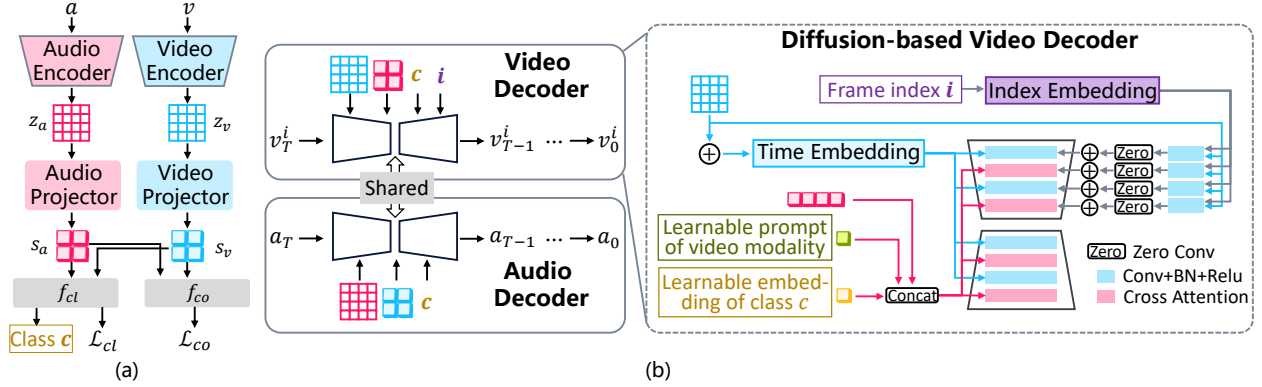 a
v
Audio
Encoder
Video
Encoder
z_a
z_v
Audio
Projector
Video
Projector
s_a
s_v
f_cl
f_co
Class c
ℒ_cl
ℒ_co
(a)
Video
Decoder
c
i
v_T^i
v_{T-1}^i
...
v_0^i
Shared
a_T
a_{T-1}
...
a_0
c
Audio
Decoder
Diffusion-based Video Decoder
Frame index i
Index Embedding
Time Embedding
Zero
Zero
Zero
Zero
Learnable prompt
of video modality
Learnable embed-
ding of class c
Concat
Zero
Zero Conv
Conv+BN+Relu
Cross Attention
(b)